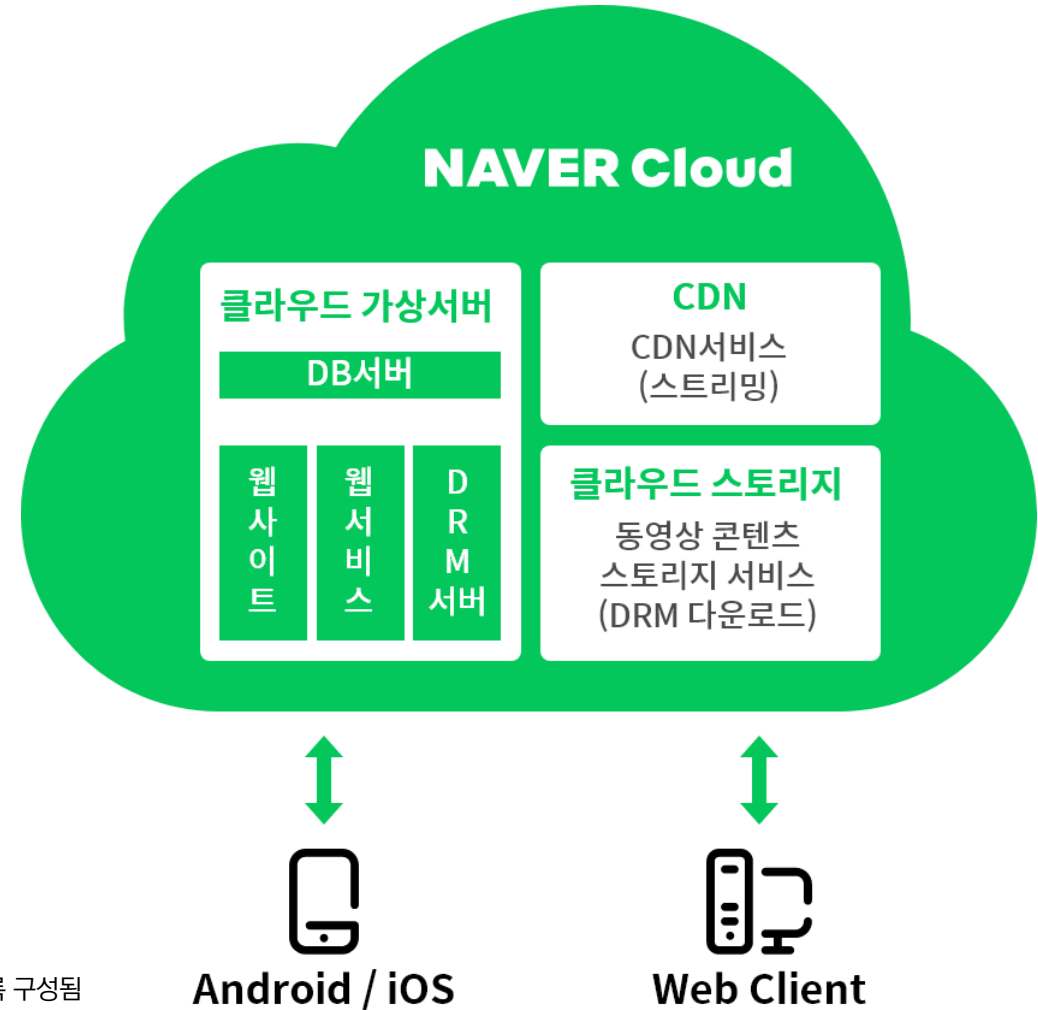 NAVER Cloud
클라우드 가상서버
DB서버
웹사이트
웹서비스
DRM서버
CDN
CDN서비스
(스트리밍)
클라우드 스토리지
동영상 콘텐츠
스토리지 서비스
(DRM 다운로드)
구성됨
Android / iOS
Web Client